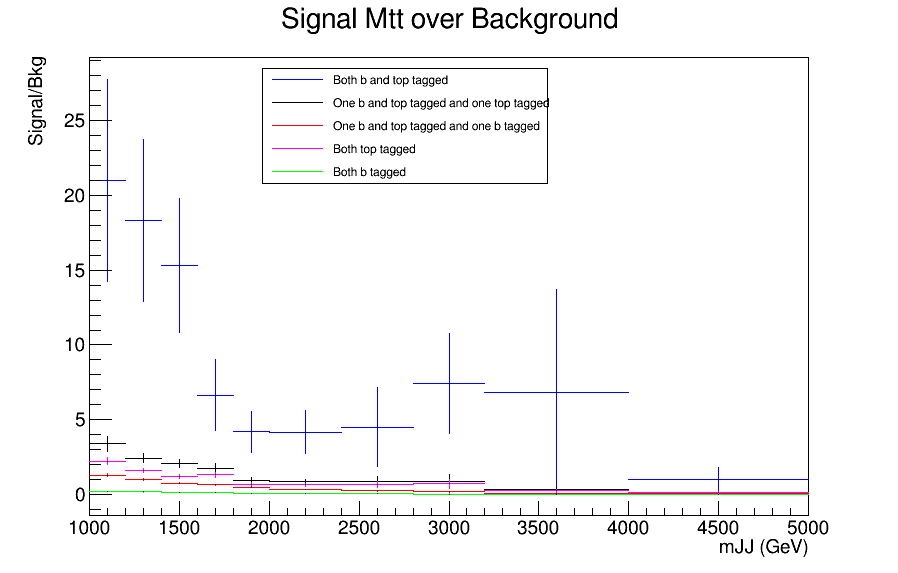 Signal Mtt over Background
Signal/Bkg
Both b and top tagged
One b and top tagged and one top tagged
One b and top tagged and one b tagged
Both top tagged
Both b tagged
25
20
15
10
5
0
1000 1500 2000 2500 3000 3500 4000 4500 5000
mJJ (GeV)